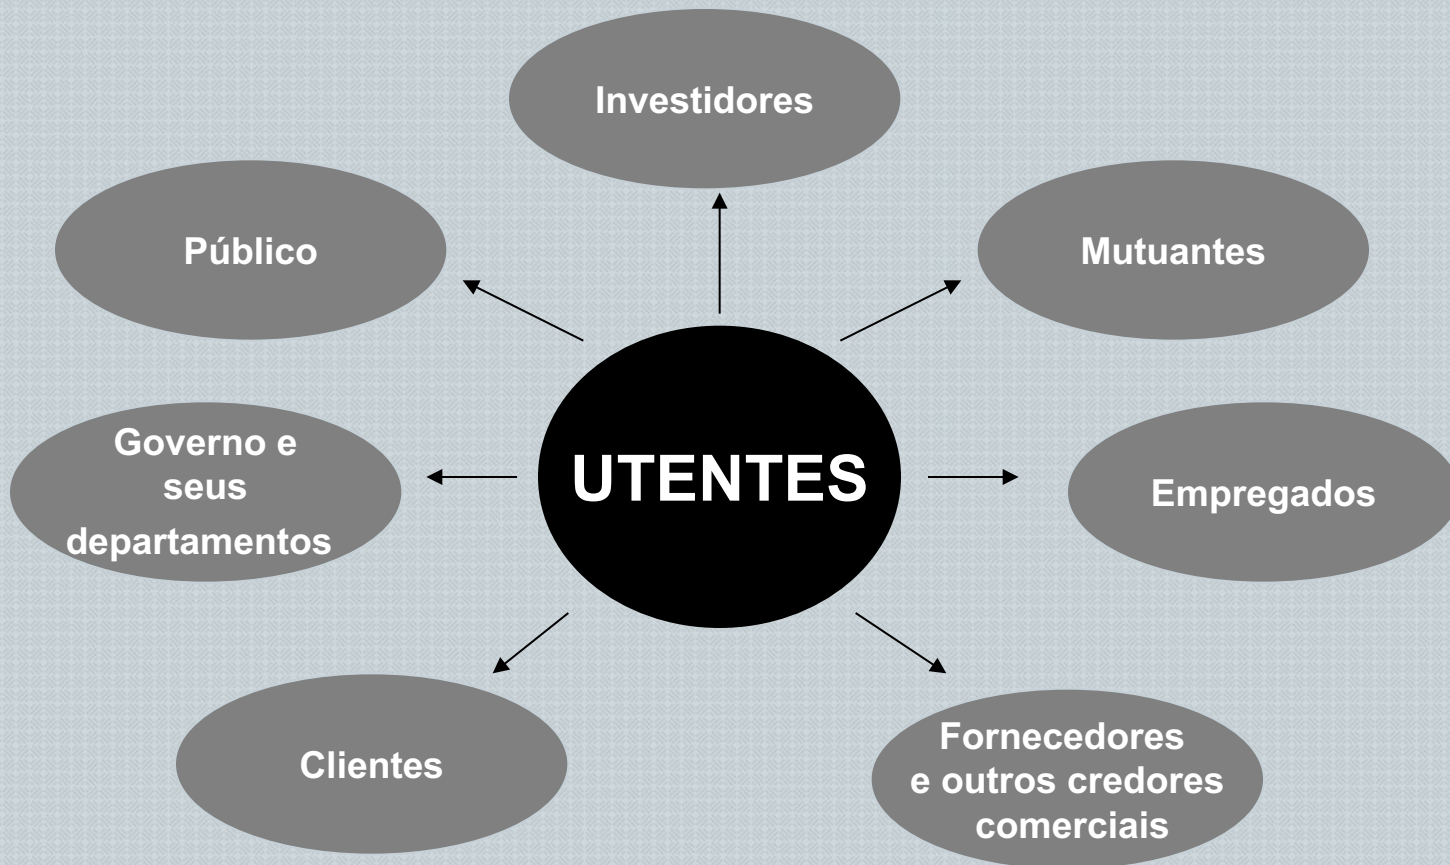 Investidores
Público
Mutuantes
Governo e
seus
departamentos
UTENTES
Empregados
Clientes
Fornecedores
e outros credores
comerciais